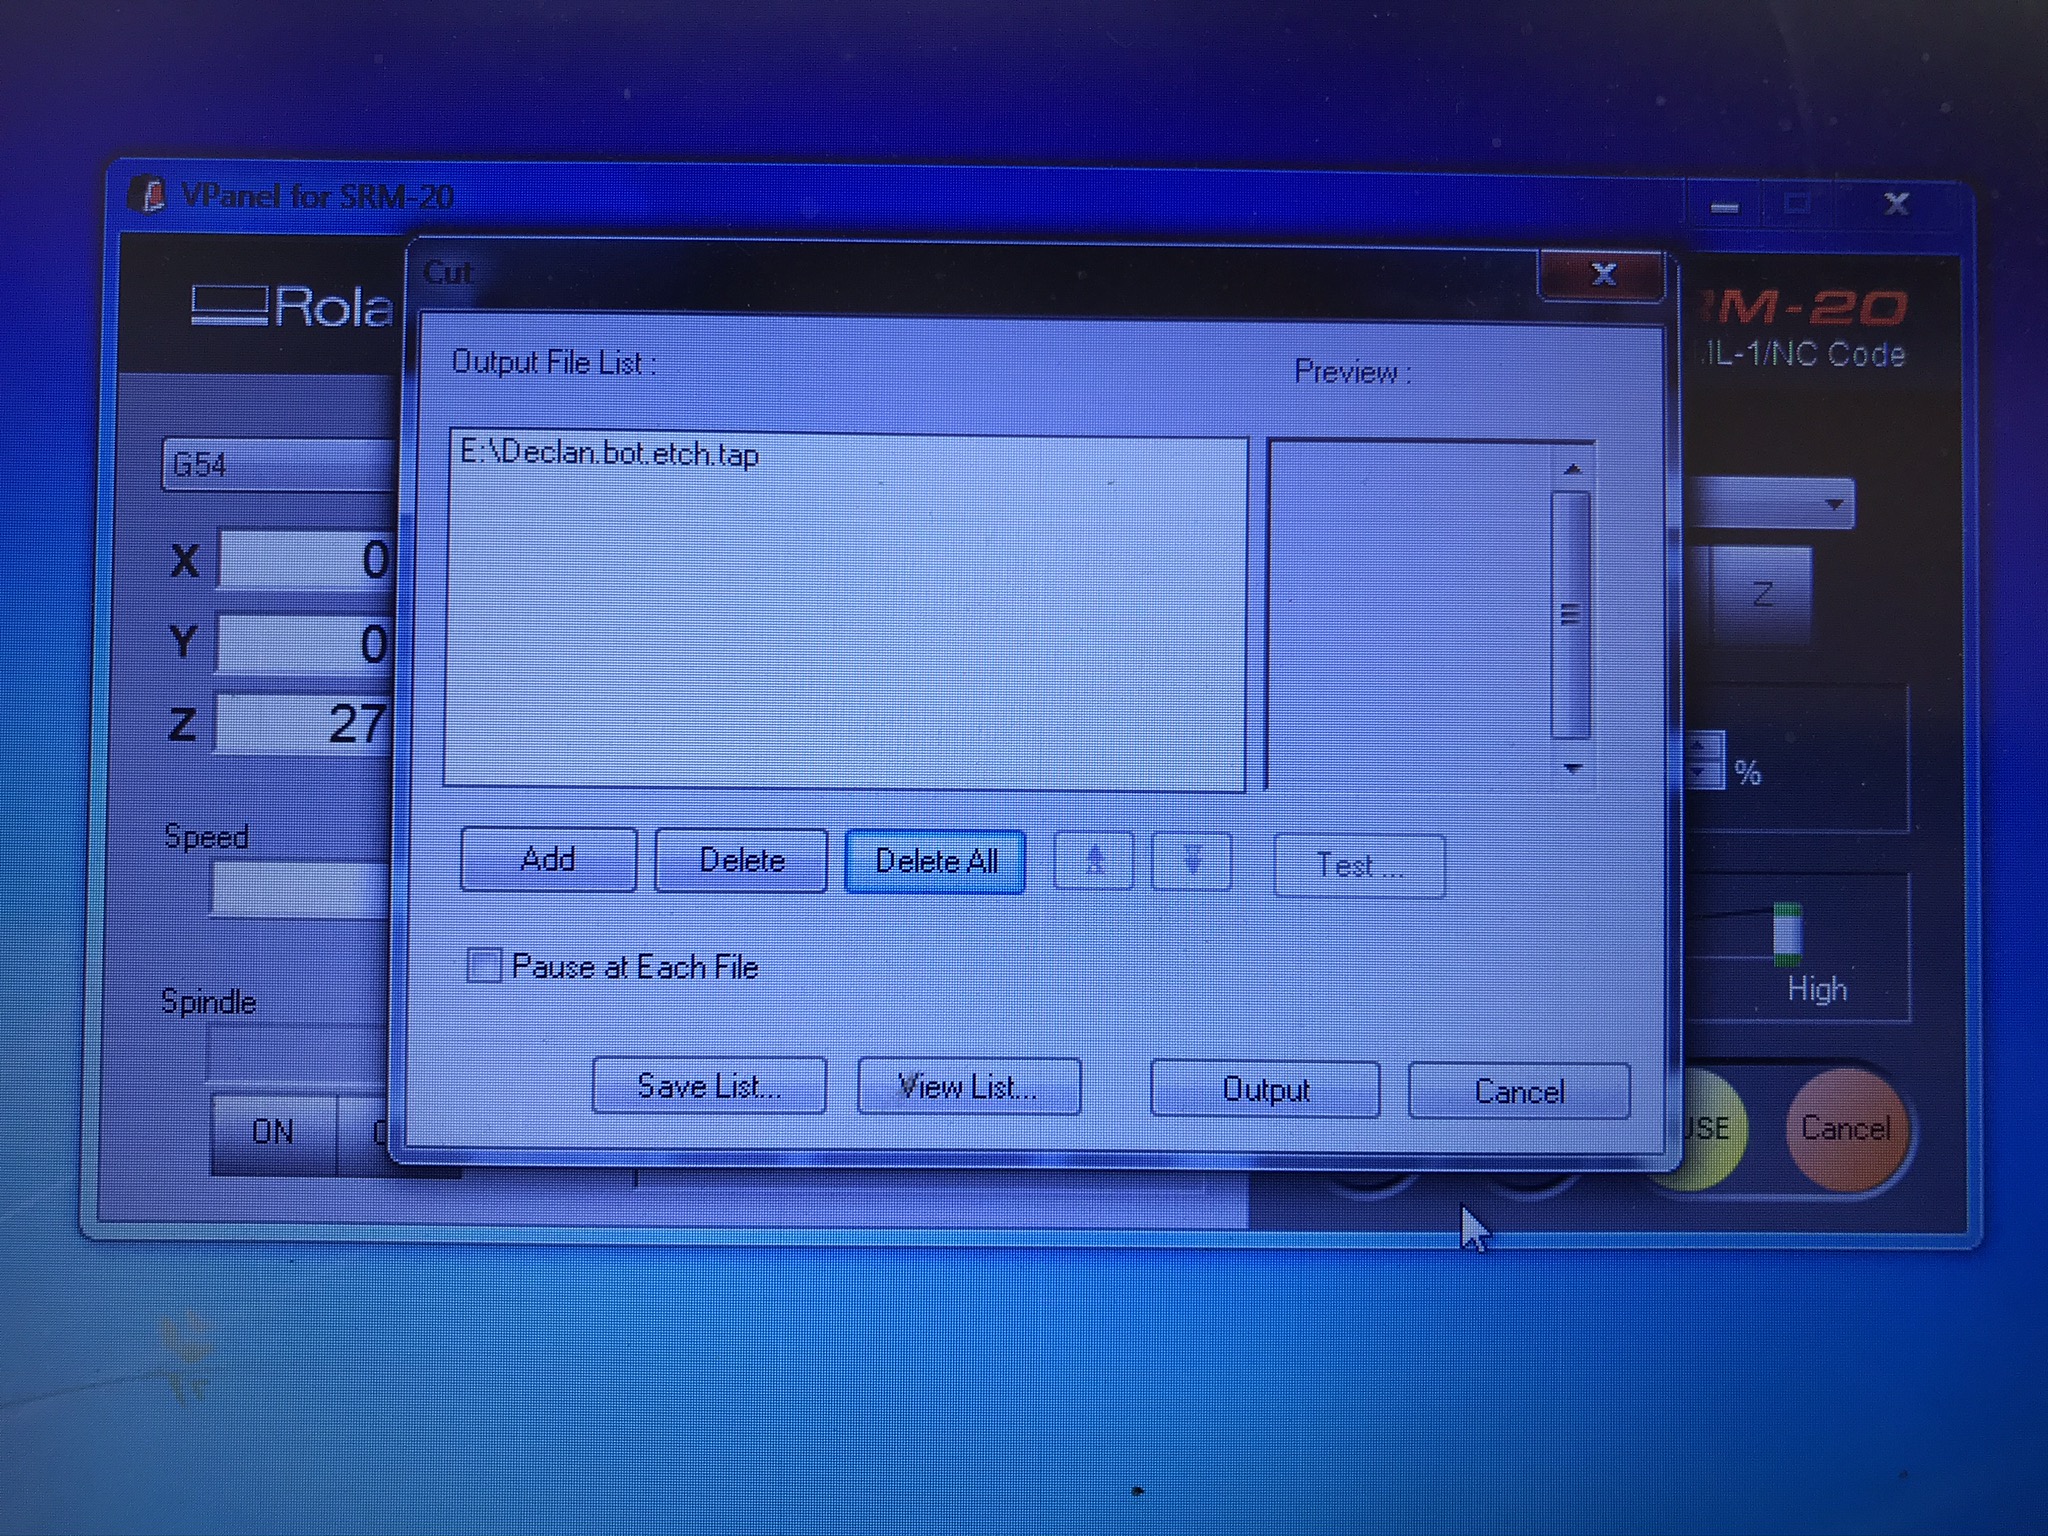 VPanel for SRM-20
Cut
Rola
RM-20
IL-1/NC Code
Output File List :
Preview :
E:\Declan.bot.etch.tap
G54
X 0
Y 0
Z 27
Z
%
Speed
Add Delete Delete All Test ...
Pause at Each File
High
Spindle
Save List... View List... Output Cancel
ON
USE
Cancel